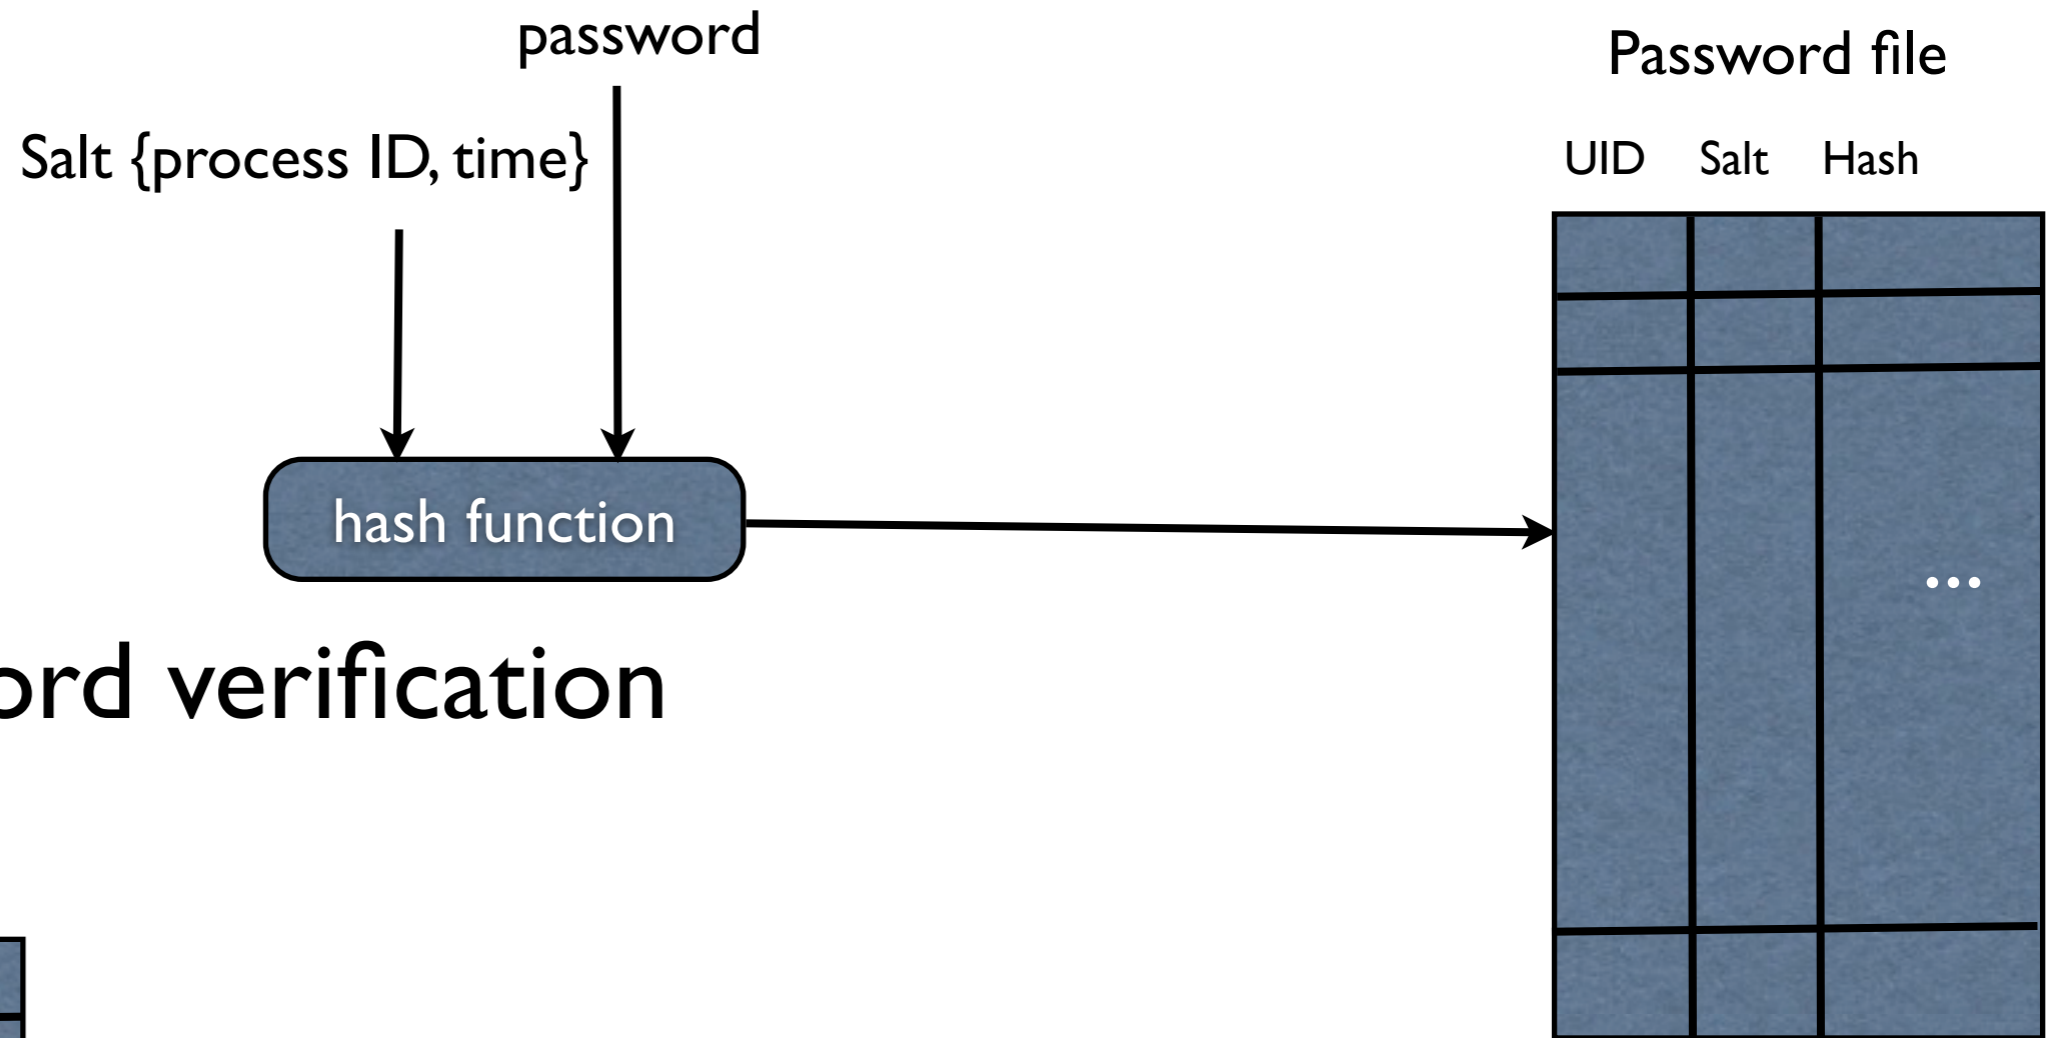 password
Password file
Salt {process ID, time}
UID Salt Hash
hash function
...
ord verification